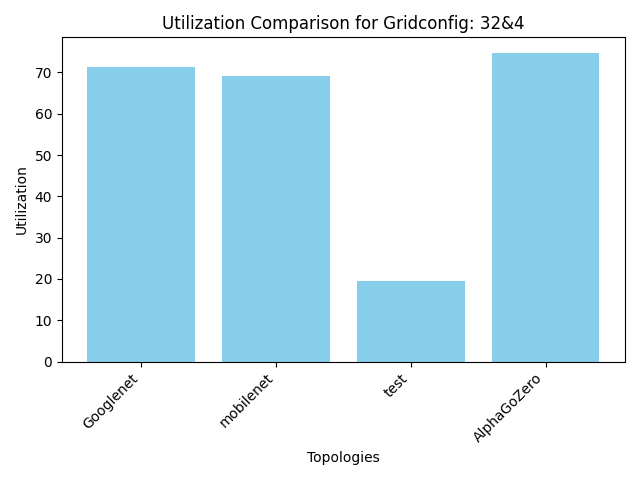 Utilization Comparison for Gridconfig: 32&4
Utilization
70
60
50
40
30
20
10
0
Googlenet
mobilenet
test
AlphaGoZero
Topologies